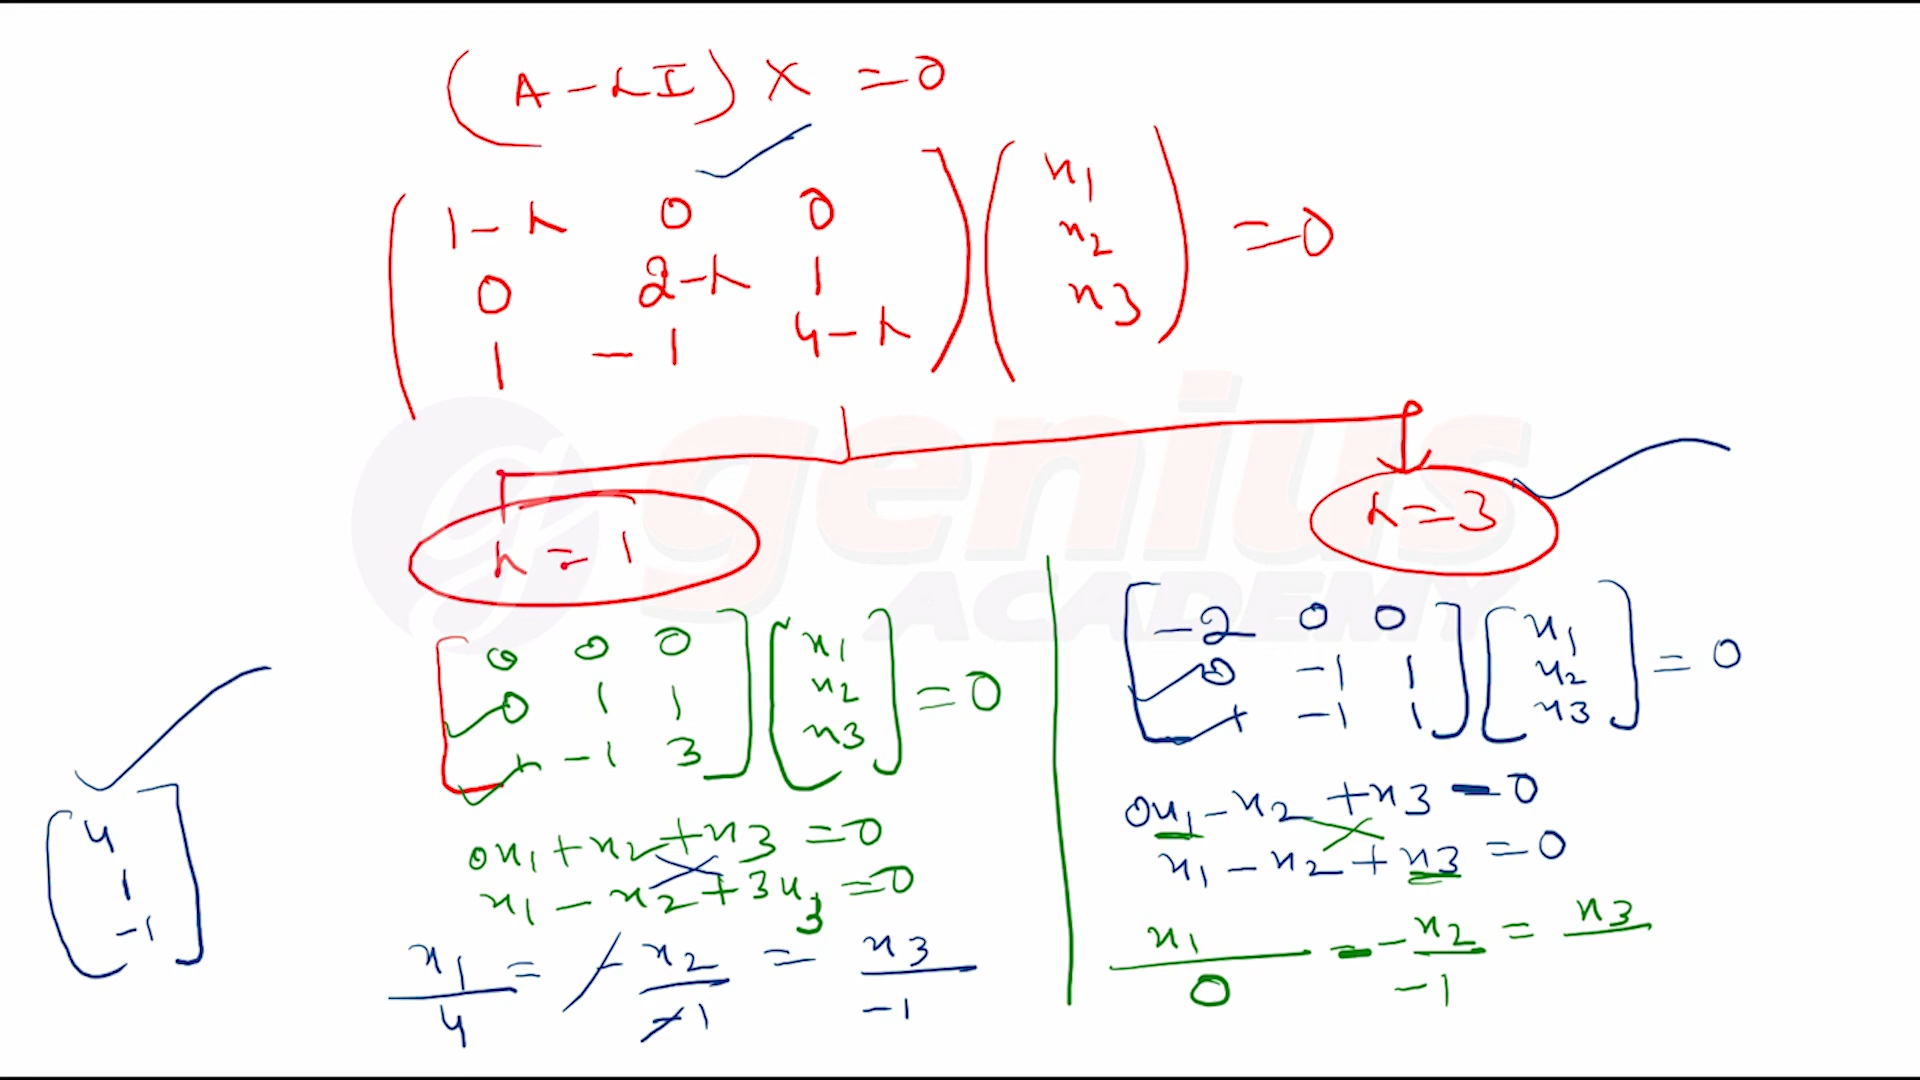 (A - λI) X = 0
1-λ 0 0 x1
0 2-λ 1 x2 = 0
1 -1 4-λ x3
genius
ACADEMY
λ = 1
λ = 3
0 0 0 x1
0 1 1 x2 = 0
1 -1 3 x3
0x1 + x2 + x3 = 0
x1 - x2 + 3x3 = 0
x1/4 = -x2/-1 = x3/-1
4
1
-1
-2 0 0 x1
0 -1 1 x2 = 0
1 -1 1 x3
0x1 - x2 + x3 = 0
x1 - x2 + x3 = 0
x1/0 = -x2/-1 = x3